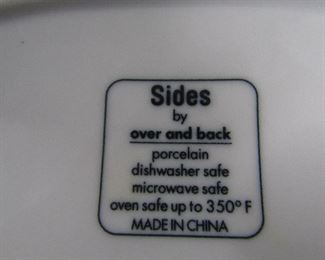 Sides
by
over and back
porcelain
dishwasher safe
microwave safe
oven safe up to 350° F
MADE IN CHINA